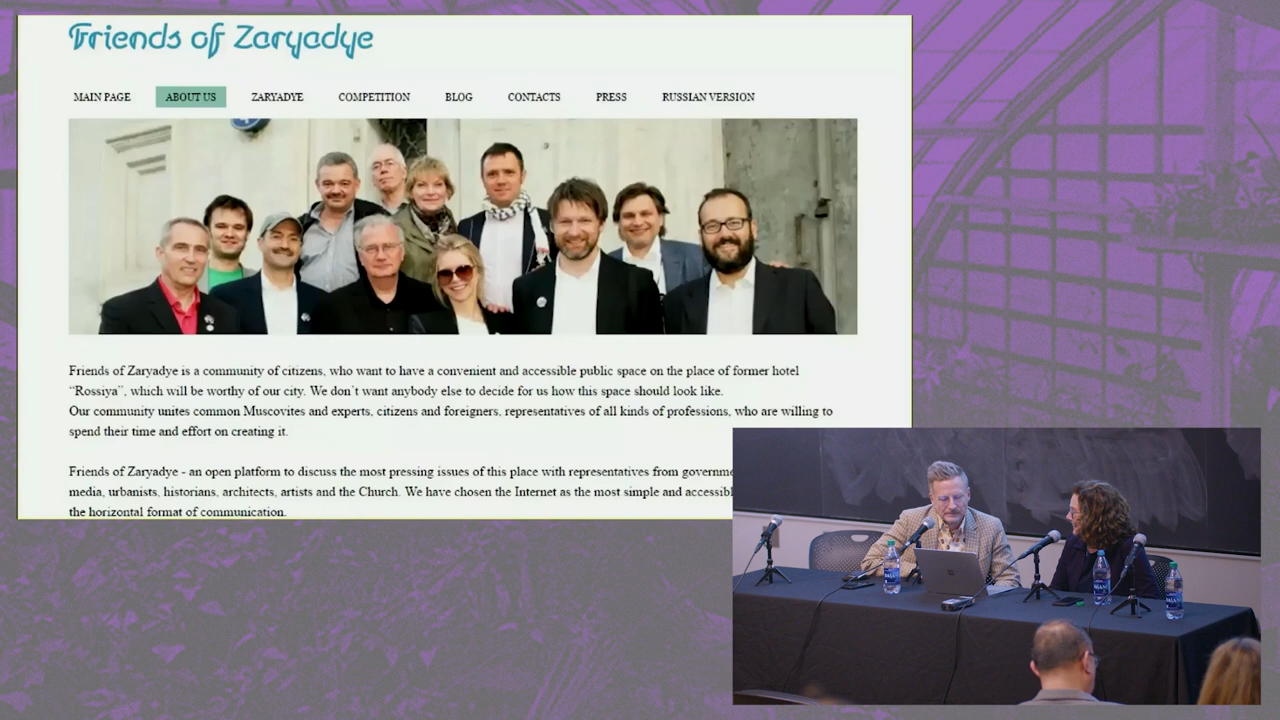 Friends of Zaryadye
MAIN PAGE ABOUT US ZARYADYE COMPETITION BLOG CONTACTS PRESS RUSSIAN VERSION
Friends of Zaryadye is a community of citizens, who want to have a convenient and accessible public space on the place of former hotel
“Rossiya”, which will be worthy of our city. We don’t want anybody else to decide for us how this space should look like.
Our community unites common Muscovites and experts, citizens and foreigners, representatives of all kinds of professions, who are willing to
spend their time and effort on creating it.
Friends of Zaryadye - an open platform to discuss the most pressing issues of this place with representatives from governme
media, urbanists, historians, architects, artists and the Church. We have chosen the Internet as the most simple and accessibl
the horizontal format of communication.